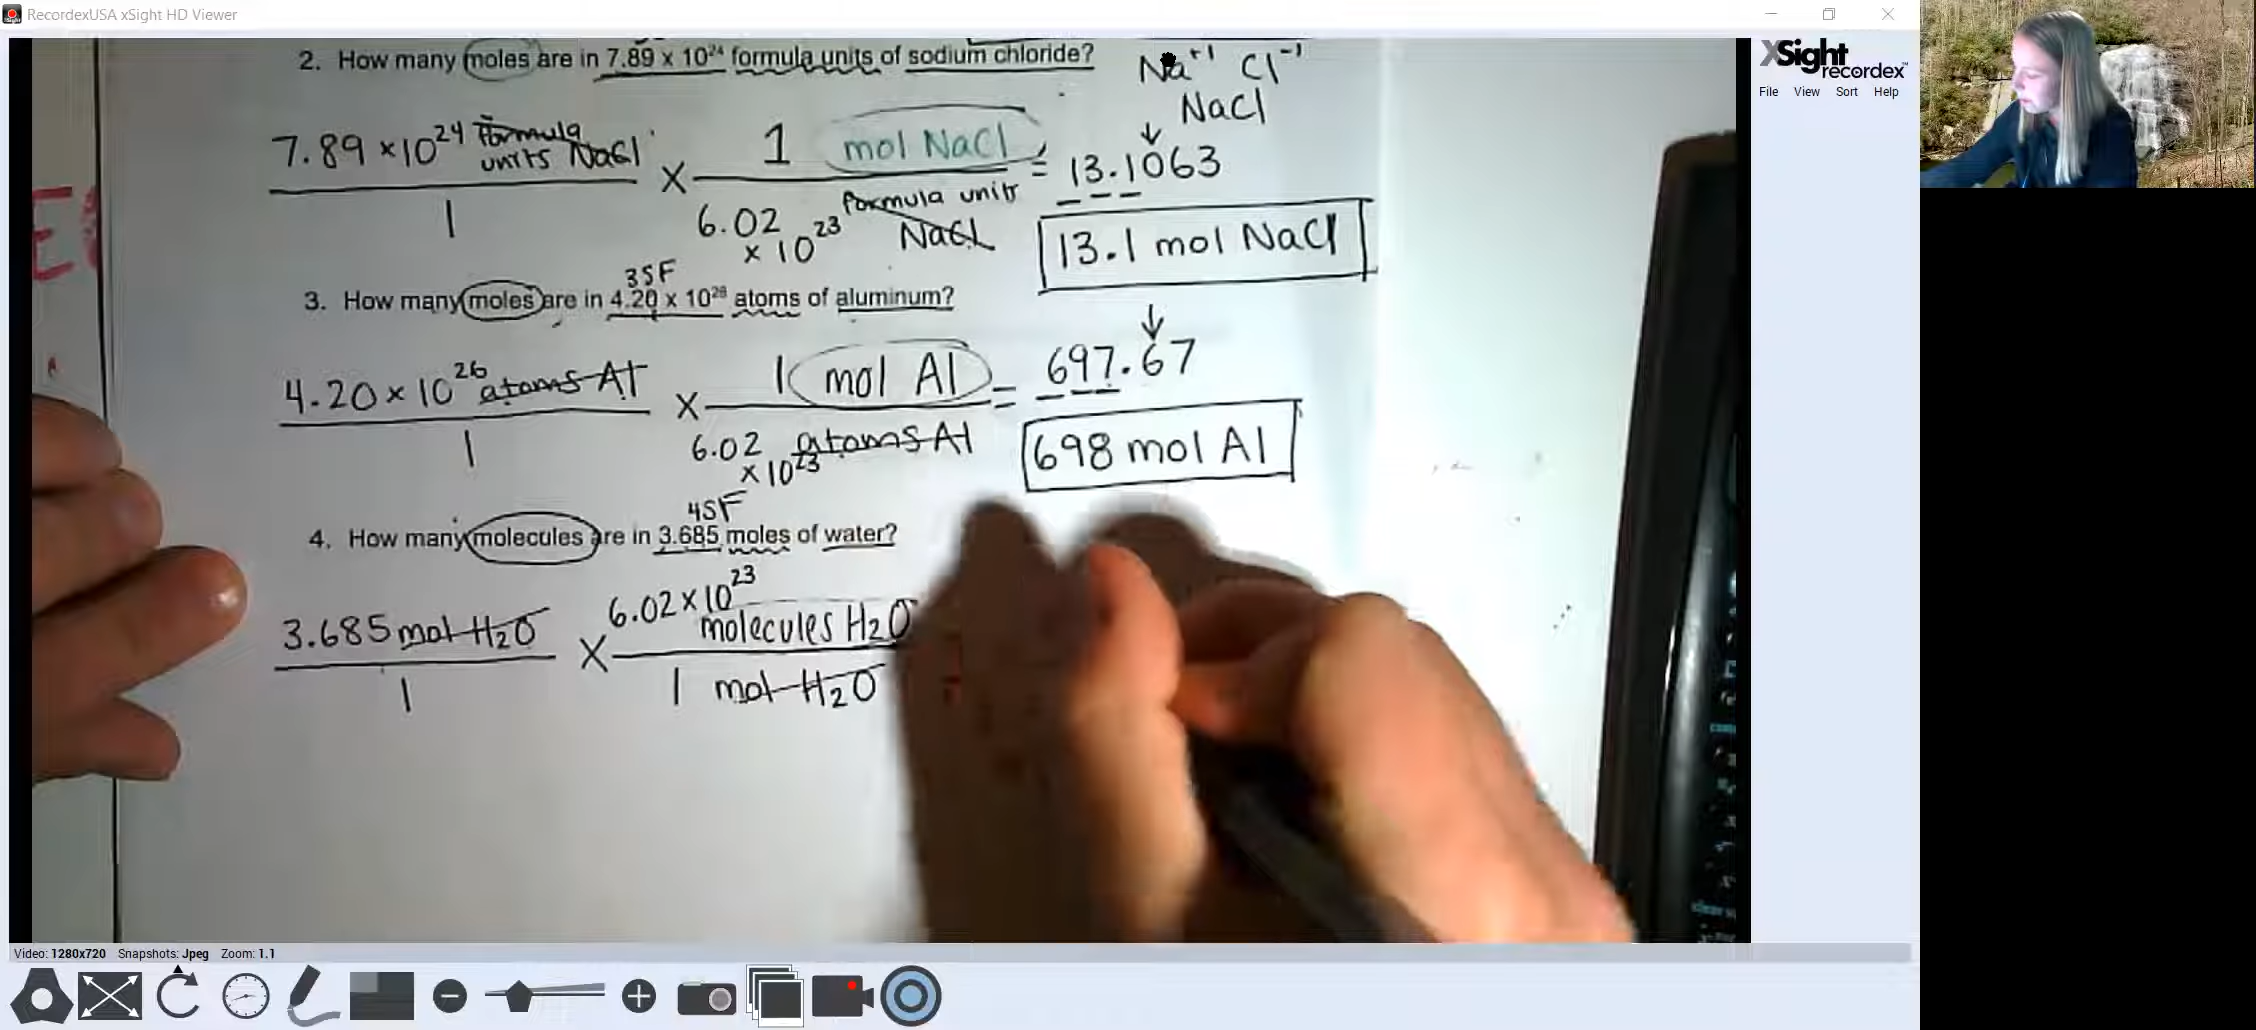 RecordexUSA xSight HD Viewer
XSight
recordex
File View Sort Help
2. How many moles are in 7.89 x 10²⁴ formula units of sodium chloride?
Na⁺¹ Cl⁻¹
NaCl
7.89 ×10²⁴ formula units NaCl
1
X
1 mol NaCl
6.02 x 10²³ formula units NaCl
= 13.1063
13.1 mol NaCl
3SF
3. How many moles are in 4.20 x 10²⁶ atoms of aluminum?
4.20 × 10²⁶ atoms Al
1
X
1 mol Al
6.02 x 10²³ atoms Al
= 697.67
698 mol Al
4SF
4. How many molecules are in 3.685 moles of water?
3.685 mol H₂O
1
X
6.02 × 10²³ molecules H₂O
1 mol H₂O
Video: 1280x720 Snapshots: Jpeg Zoom: 1.1